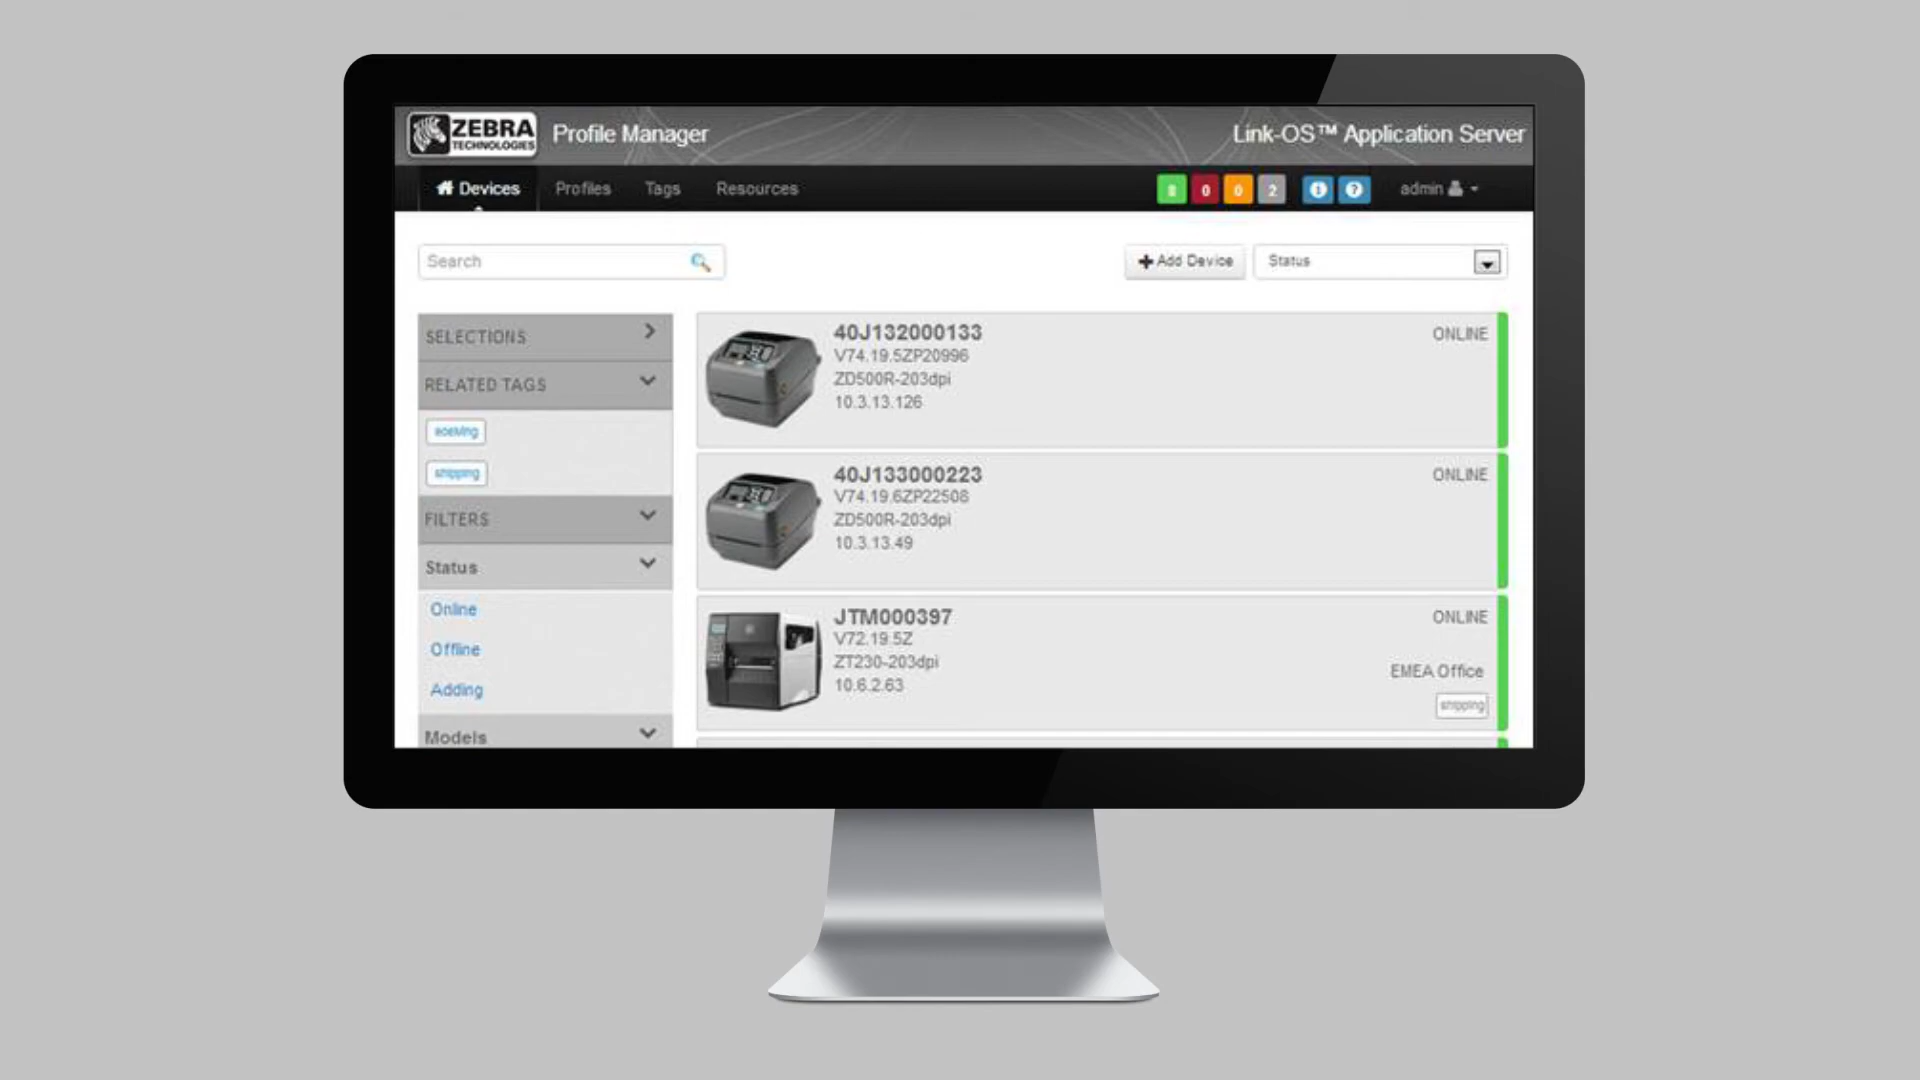 ZEBRA
TECHNOLOGIES
Profile Manager
Link-OS™ Application Server
Devices
Profiles
Tags
Resources
8
0
0
2
admin
Search
Add Device
Status
SELECTIONS
RELATED TAGS
shipping
FILTERS
Status
Online
Offline
Adding
Models
40J132000133
ONLINE
V74.19.5ZP20996
ZD500R-203dpi
10.3.13.126
40J133000223
ONLINE
V74.19.6ZP22508
ZD500R-203dpi
10.3.13.49
JTM000397
ONLINE
V72.19.5Z
ZT230-203dpi
EMEA Office
10.6.2.63
shipping